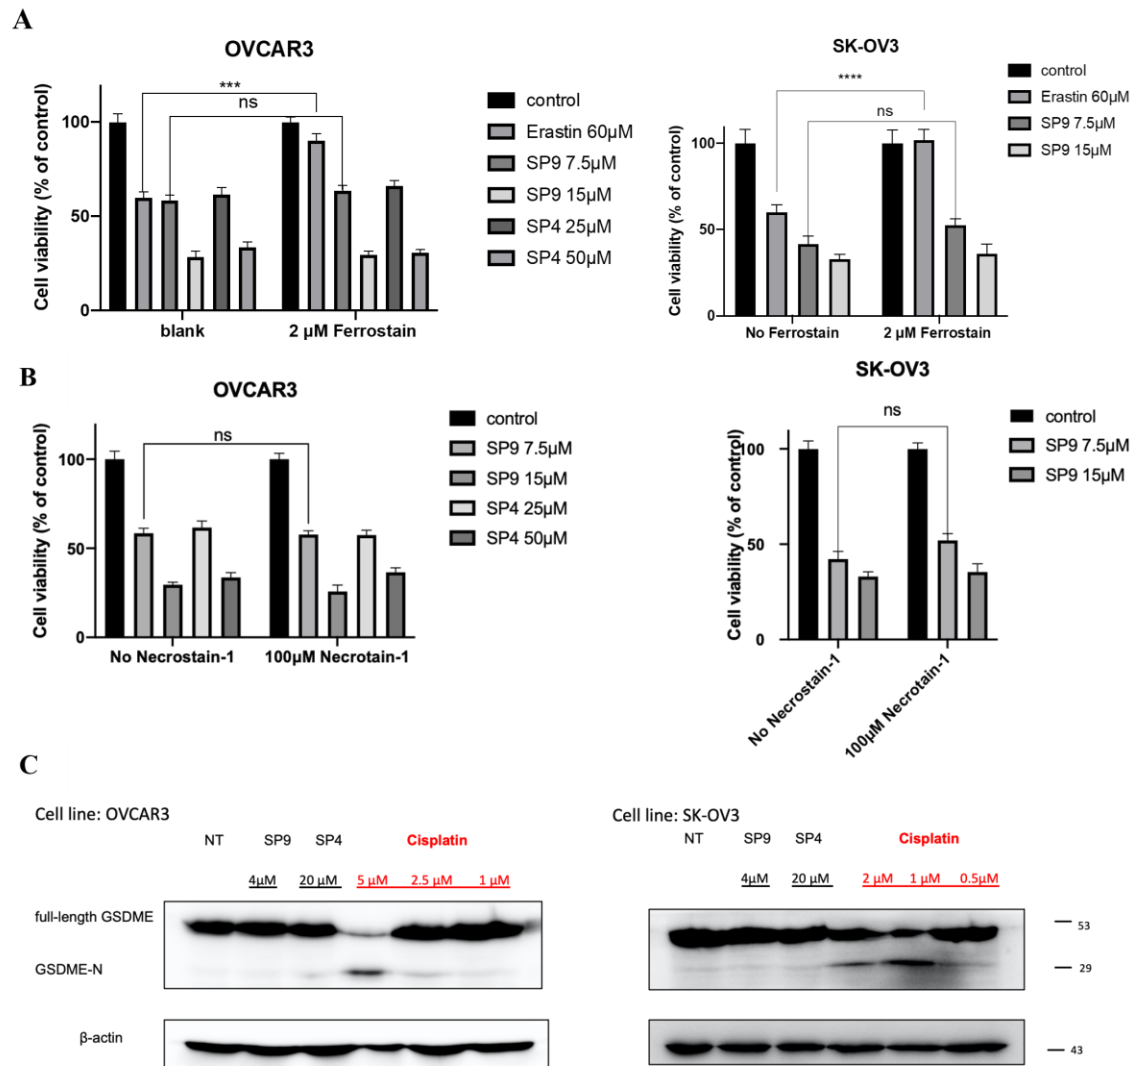 A
OVCAR3
Cell viability (% of control)
100
50
0
***
ns
blank
2 µM Ferrostain
control
Erastin 60µM
SP9 7.5µM
SP9 15µM
SP4 25µM
SP4 50µM
SK-OV3
Cell viability (% of control)
100
50
0
****
ns
No Ferrostain
2 µM Ferrostain
control
Erastin 60µM
SP9 7.5µM
SP9 15µM
B
OVCAR3
Cell viability (% of control)
100
50
0
ns
No Necrostain-1
100µM Necrotain-1
control
SP9 7.5µM
SP9 15µM
SP4 25µM
SP4 50µM
SK-OV3
Cell viability (% of control)
100
50
0
ns
No Necrostain-1
100µM Necrotain-1
control
SP9 7.5µM
SP9 15µM
C
Cell line: OVCAR3
NT SP9 SP4 Cisplatin
4µM 20 µM 5 µM 2.5 µM 1 µM
full-length GSDME
GSDME-N
β-actin
Cell line: SK-OV3
NT SP9 SP4 Cisplatin
4µM 20 µM 2 µM 1 µM 0.5µM
53
29
43